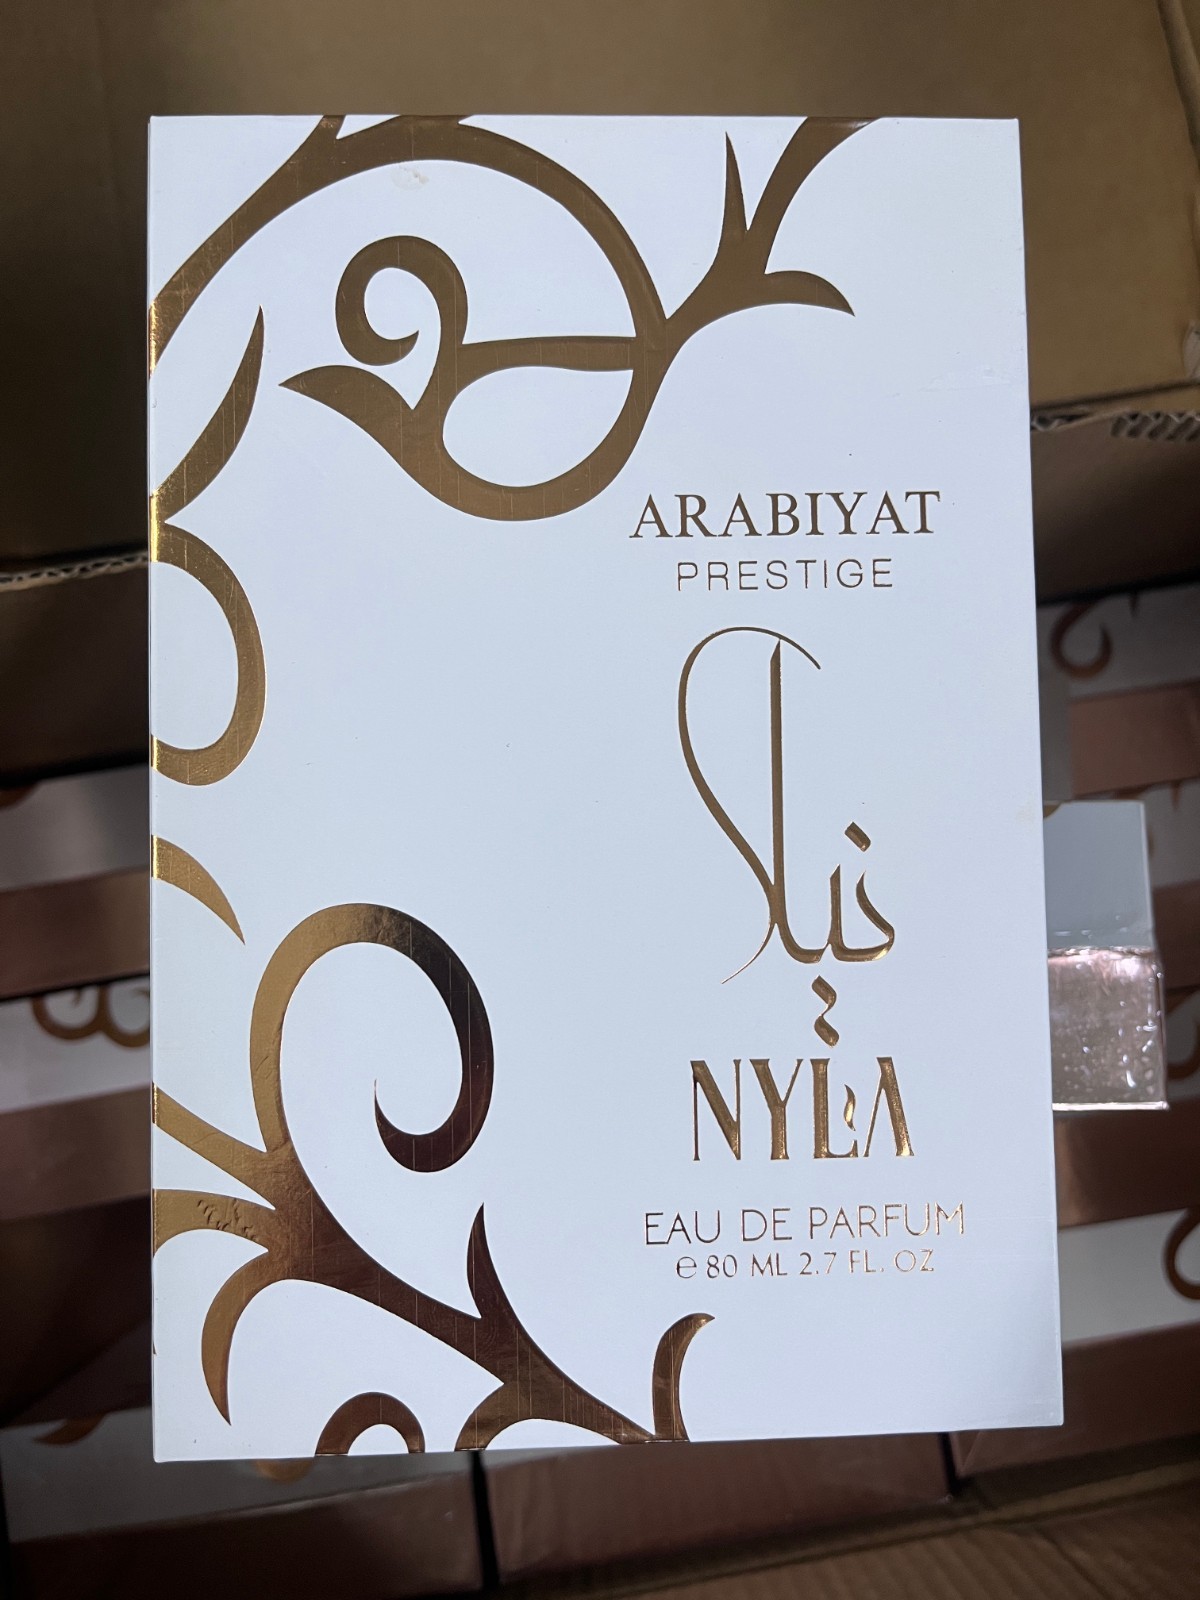 ARABIYAT
PRESTIGE
نيلا
NYLA
EAU DE PARFUM
℮ 80 ML 2.7 FL. OZ